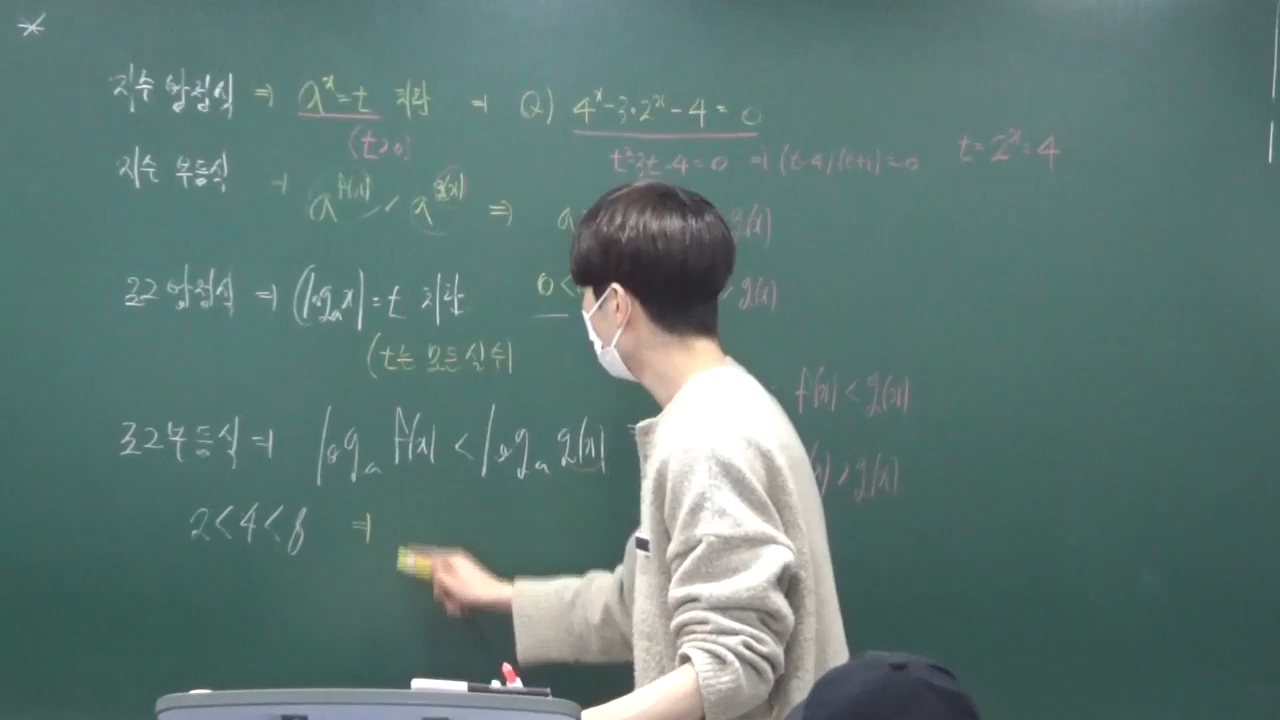 지수 방정식 ⇒ a^x = t 치환 ⇒ Q) 4^x - 3·2^x - 4 = 0
(t>0) t²-3t-4=0 ⇒ (t-4)(t+1)=0 t=2^x=4
지수 부등식 ⇒ a^f(x) < a^g(x) ⇒ a g(x)
로그 방정식 ⇒ (log_a x) = t 치환 0< > g(x)
(t는 모든 실수)
f(x) < g(x)
로그 부등식 ⇒ log_a f(x) < log_a g(x)
> g(x)
2<4<8 ⇒